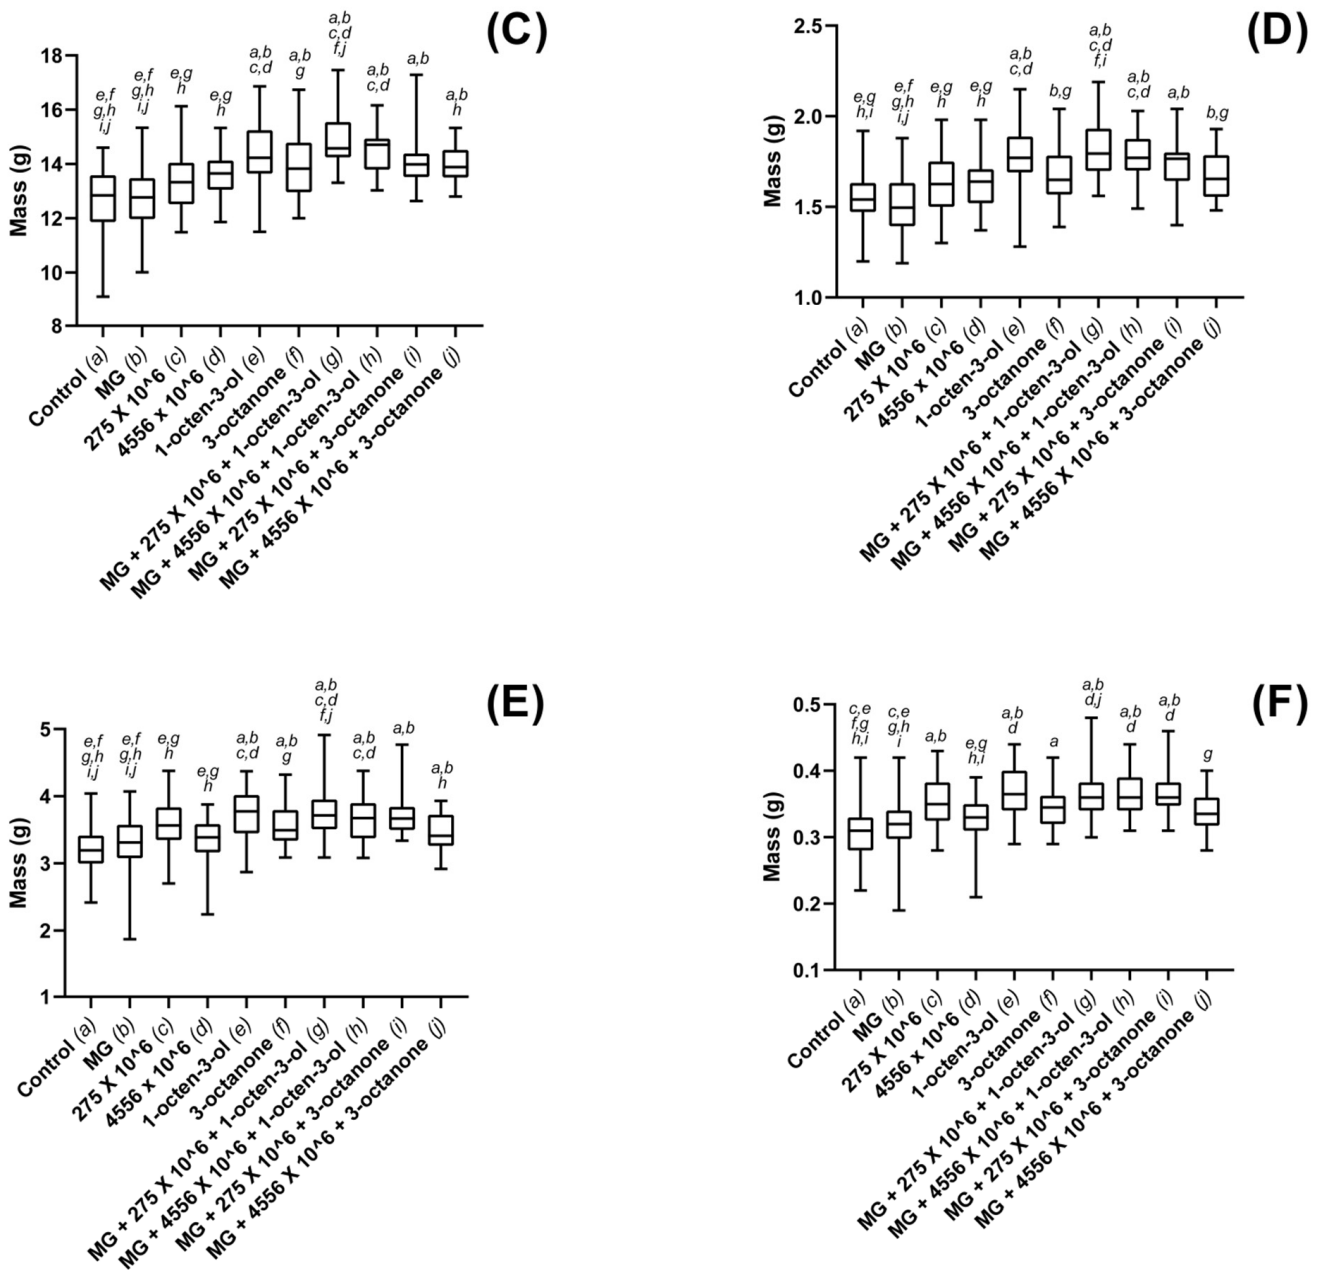 (C)
a,b
c,d
f,j
a,b
c,d
a,b
g
a,b
e,f
g,h
i,j
e,f
g,h
i,j
e,g
h
e,g
h
a,b
c,d
a,b
h
Mass (g)
18
16
14
12
10
8
Control (a)
MG (b)
275 X 10^6 (c)
4556 x 10^6 (d)
1-octen-3-ol (e)
3-octanone (f)
MG + 275 X 10^6 + 1-octen-3-ol (g)
MG + 4556 X 10^6 + 1-octen-3-ol (h)
MG + 275 X 10^6 + 3-octanone (i)
MG + 4556 X 10^6 + 3-octanone (j)
(D)
a,b
c,d
f,i
a,b
c,d
e,g
h,i
e,f
g,h
i,j
e,g
h
e,g
h
b,g
a,b
c,d
a,b
b,g
Mass (g)
2.5
2.0
1.5
1.0
Control (a)
MG (b)
275 X 10^6 (c)
4556 x 10^6 (d)
1-octen-3-ol (e)
3-octanone (f)
MG + 275 X 10^6 + 1-octen-3-ol (g)
MG + 4556 X 10^6 + 1-octen-3-ol (h)
MG + 275 X 10^6 + 3-octanone (i)
MG + 4556 X 10^6 + 3-octanone (j)
(E)
a,b
c,d
f,j
e,f
g,h
i,j
e,f
g,h
i,j
e,g
h
e,g
h
a,b
c,d
a,b
g
a,b
c,d
a,b
a,b
h
Mass (g)
5
4
3
2
1
Control (a)
MG (b)
275 X 10^6 (c)
4556 x 10^6 (d)
1-octen-3-ol (e)
3-octanone (f)
MG + 275 X 10^6 + 1-octen-3-ol (g)
MG + 4556 X 10^6 + 1-octen-3-ol (h)
MG + 275 X 10^6 + 3-octanone (i)
MG + 4556 X 10^6 + 3-octanone (j)
(F)
a,b
d,j
c,e
f,g
h,i
c,e
g,h
i
a,b
e,g
h,i
a,b
d
a
a,b
d
a,b
d
g
Mass (g)
0.5
0.4
0.3
0.2
0.1
Control (a)
MG (b)
275 X 10^6 (c)
4556 x 10^6 (d)
1-octen-3-ol (e)
3-octanone (f)
MG + 275 X 10^6 + 1-octen-3-ol (g)
MG + 4556 X 10^6 + 1-octen-3-ol (h)
MG + 275 X 10^6 + 3-octanone (i)
MG + 4556 X 10^6 + 3-octanone (j)